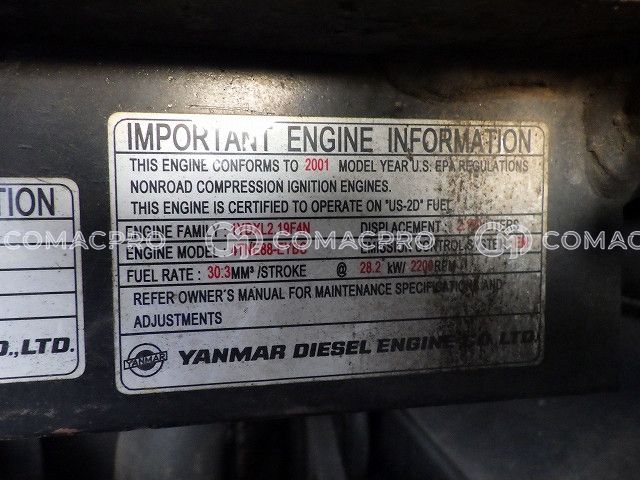 IMPORTANT ENGINE INFORMATION
THIS ENGINE CONFORMS TO 2001 MODEL YEAR U.S. EPA REGULATIONS
NONROAD COMPRESSION IGNITION ENGINES.
THIS ENGINE IS CERTIFIED TO OPERATE ON "US-2D" FUEL
ENGINE FAMILY DISPLACEMENT
COMACPRO COMACPRO COMACPRO COMACPRO
ENGINE MODEL CONTROL SYSTEM
FUEL RATE : 30.3MM³ /STROKE @ 28.2 kW/ 2200RPM
REFER OWNER'S MANUAL FOR MAINTENANCE SPECIFICATIONS AND
ADJUSTMENTS
YANMAR YANMAR DIESEL ENGINE CO.,LTD.
TION
O.,LTD.